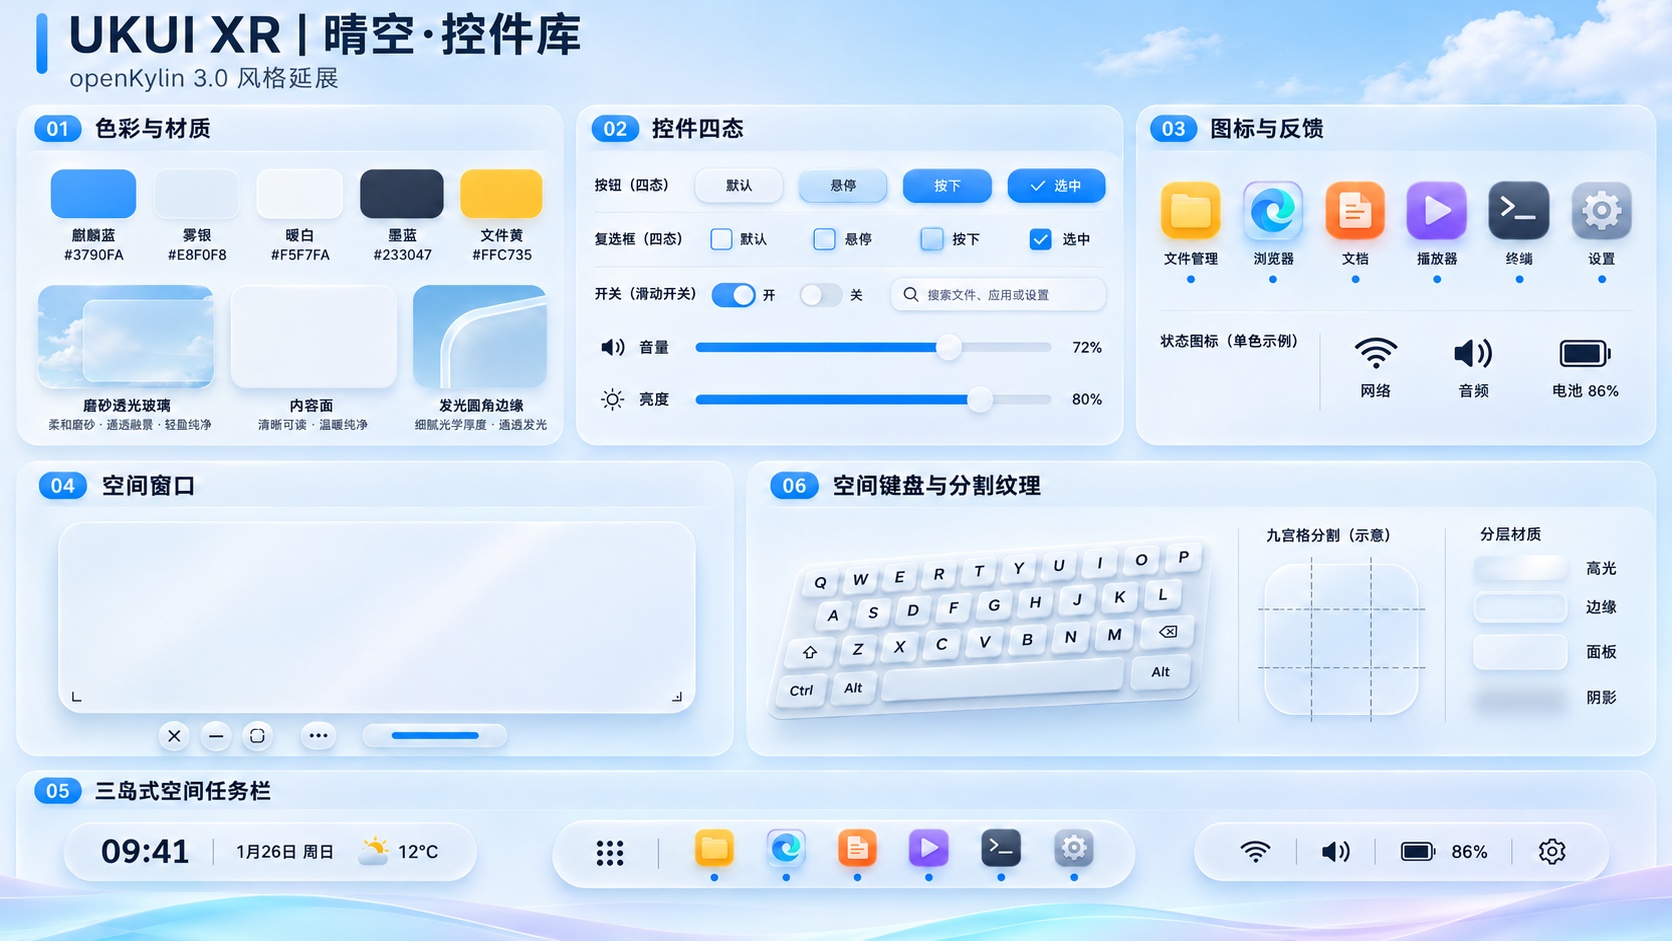 UKUI XR | 晴空·控件库
openKylin 3.0 风格延展
01 色彩与材质
麒麟蓝
#3790FA
雾银
#E8F0F8
暖白
#F5F7FA
墨蓝
#233047
文件黄
#FFC735
磨砂透光玻璃
柔和磨砂 · 通透融景 · 轻盈纯净
内容面
清晰可读 · 温暖纯净
发光圆角边缘
细腻光学厚度 · 通透发光
02 控件四态
按钮（四态） 默认 悬停 按下 选中
复选框（四态） 默认 悬停 按下 选中
开关（滑动开关） 开 关 搜索文件、应用或设置
音量 72%
亮度 80%
03 图标与反馈
文件管理 浏览器 文档 播放器 终端 设置
状态图标（单色示例）
网络 音频 电池 86%
04 空间窗口
06 空间键盘与分割纹理
Q W E R T Y U I O P
A S D F G H J K L
Z X C V B N M
Ctrl Alt Alt
九宫格分割（示意）
分层材质
高光
边缘
面板
阴影
05 三岛式空间任务栏
09:41 1月26日 周日 12°C
86%